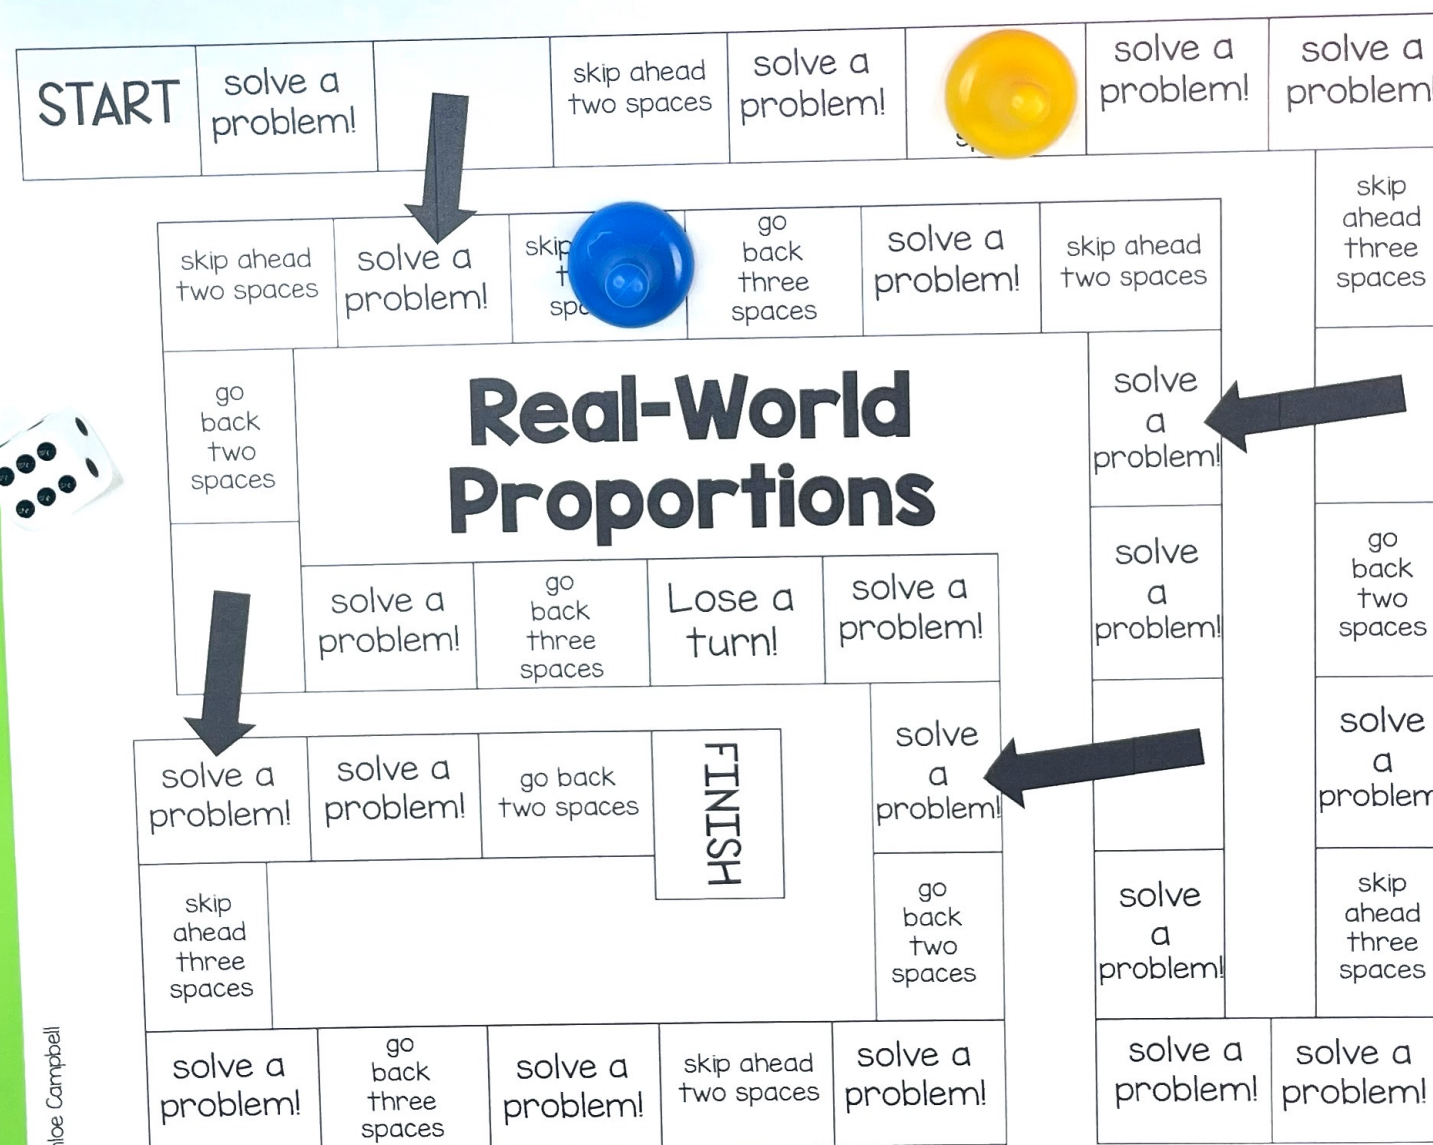 START
solve a
problem!
skip ahead
two spaces
solve a
problem!
solve a
problem!
solve a
problem!
skip
ahead
three
spaces
skip ahead
two spaces
solve a
problem!
skip
go
back
three
spaces
solve a
problem!
skip ahead
two spaces
go
back
two
spaces
Real-World
Proportions
solve
a
problem!
solve
a
problem!
go
back
two
spaces
solve a
problem!
go
back
three
spaces
Lose a
turn!
solve a
problem!
solve
a
problem!
solve
a
problem
solve a
problem!
solve a
problem!
go back
two spaces
FINISH
skip
ahead
three
spaces
go
back
two
spaces
solve
a
problem!
skip
ahead
three
spaces
solve a
problem!
go
back
three
spaces
solve a
problem!
skip ahead
two spaces
solve a
problem!
solve a
problem!
solve a
problem!
Campbell